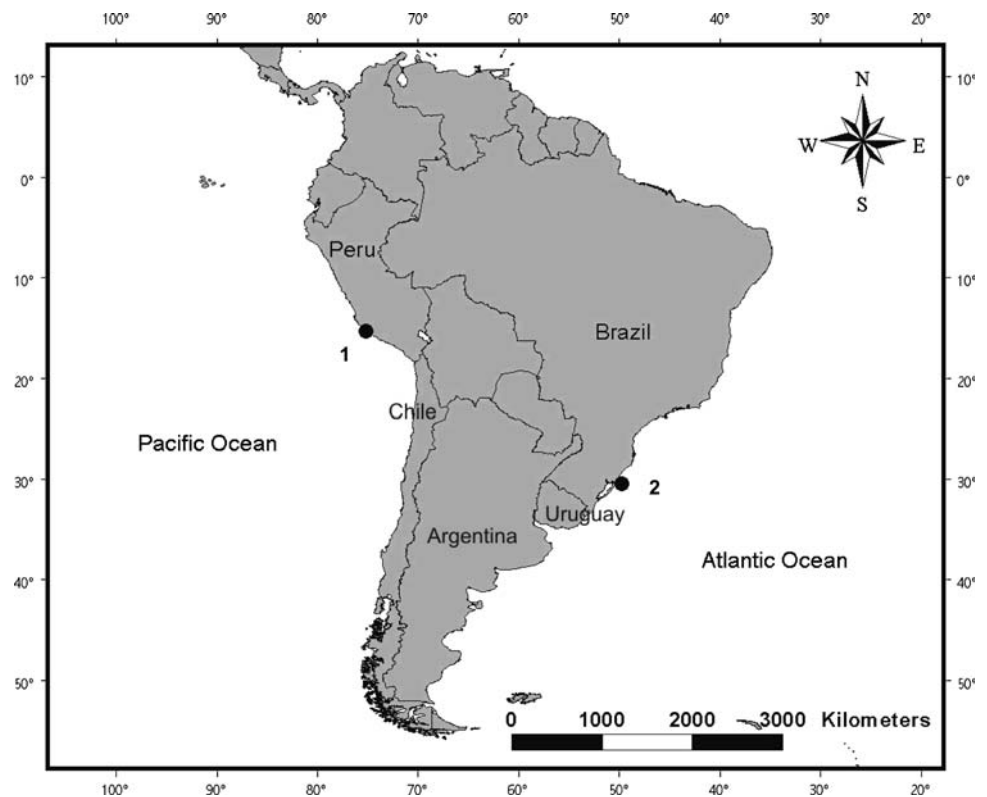 100° 90° 80° 70° 60° 50° 40° 30° 20°
10° 10°
N
W E
S
0° 0°
Peru
10° 10°
Brazil
1
20° 20°
Chile
Pacific Ocean
30° 30°
2
Uruguay
Argentina
Atlantic Ocean
40° 40°
50° 50°
0 1000 2000 3000 Kilometers
100° 90° 80° 70° 60° 50° 40° 30° 20°